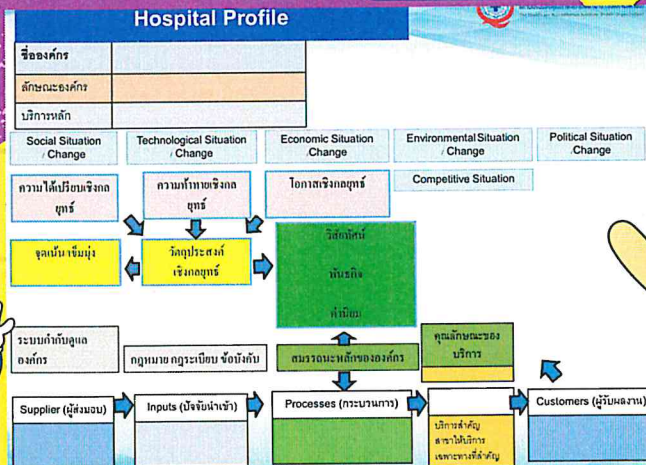 Hospital Profile
ชื่อองค์กร
ลักษณะองค์กร
บริการหลัก
Social Situation
/ Change
Technological Situation
/ Change
Economic Situation
/Change
Environmental Situation
/ Change
Political Situation
/Change
ความได้เปรียบเชิงกล
ยุทธ์
ความท้าทายเชิงกล
ยุทธ์
โอกาสเชิงกลยุทธ์
Competitive Situation
จุดเน้น เข็มมุ่ง
วัตถุประสงค์
เชิงกลยุทธ์
วิสัยทัศน์
พันธกิจ
ค่านิยม
ระบบกำกับดูแล
องค์กร
กฎหมาย กฎระเบียบ ข้อบังคับ
สมรรถนะหลักขององค์กร
คุณลักษณะของ
บริการ
Supplier (ผู้ส่งมอบ)
Inputs (ปัจจัยนำเข้า)
Processes (กระบวนการ)
บริการสำคัญ
สาขาให้บริการ
เฉพาะทางที่สำคัญ
Customers (ผู้รับผลงาน)